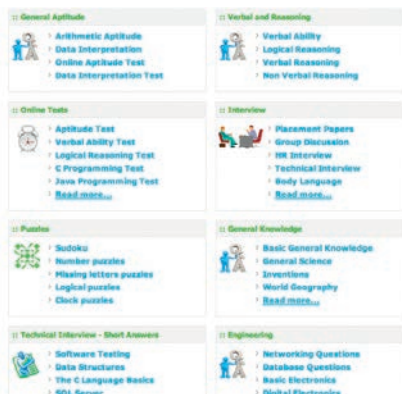 :: General Aptitude
Arithmetic Aptitude
Data Interpretation
Online Aptitude Test
Data Interpretation Test
:: Verbal and Reasoning
Verbal Ability
Logical Reasoning
Verbal Reasoning
Non Verbal Reasoning
:: Online Tests
Aptitude Test
Verbal Ability Test
Logical Reasoning Test
C Programming Test
Java Programming Test
Read more...
:: Interview
Placement Papers
Group Discussion
HR Interview
Technical Interview
Body Language
Read more...
:: Puzzles
Sudoku
Number puzzles
Missing letters puzzles
Logical puzzles
Clock puzzles
:: General Knowledge
Basic General Knowledge
General Science
Inventions
World Geography
Read more...
:: Technical Interview - Short Answers
Software Testing
Data Structures
The C Language Basics
SQL Server
:: Engineering
Networking Questions
Database Questions
Basic Electronics
Digital Electronics